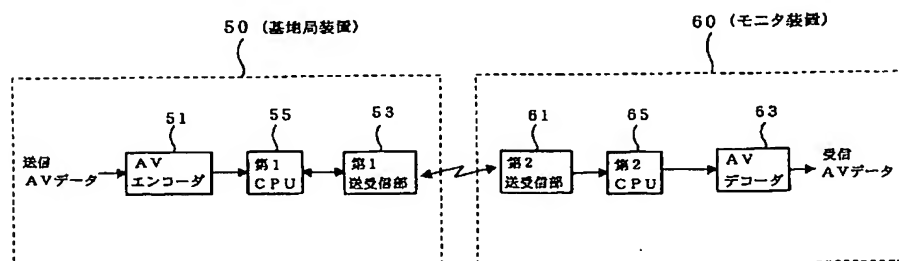 50（基地局装置）
60（モニタ装置）
51
55
53
61
65
63
送信
AVデータ
AV
エンコーダ
第1
CPU
第1
送受信部
第2
送受信部
第2
CPU
AV
デコーダ
受信
AVデータ